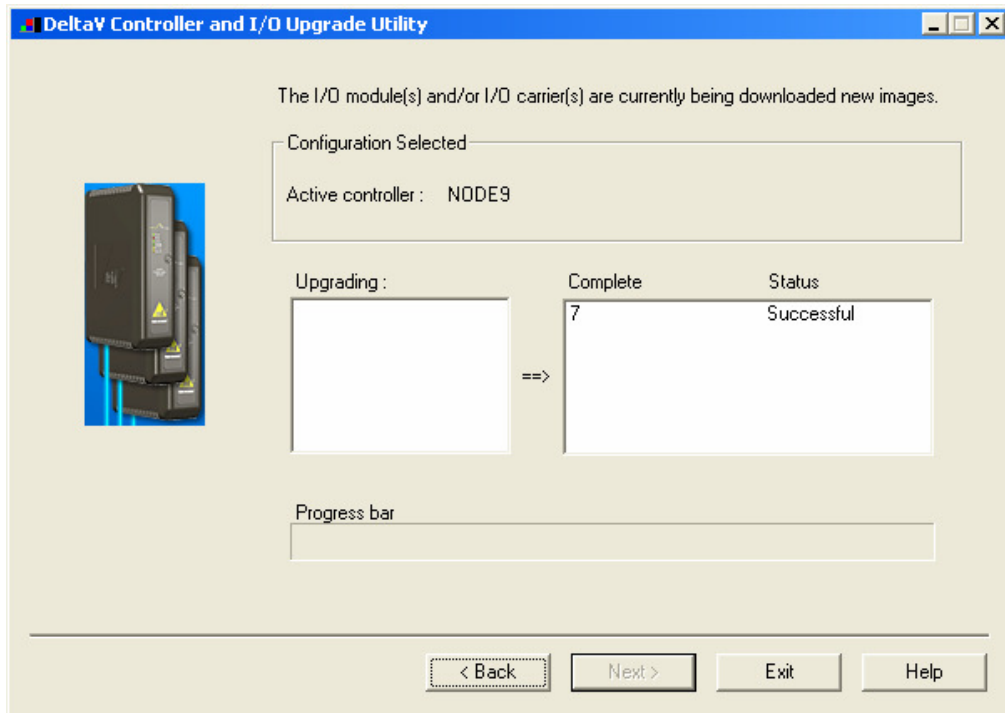 DeltaV Controller and I/O Upgrade Utility
The I/O module(s) and/or I/O carrier(s) are currently being downloaded new images.
Configuration Selected
Active controller : NODE9
Upgrading :
Complete Status
7 Successful
==>
Progress bar
< Back Next > Exit Help